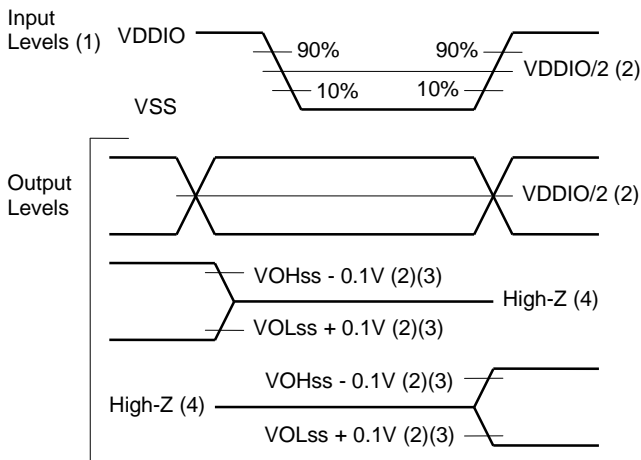 Input
Levels (1)
VDDIO
90%
90%
VDDIO/2 (2)
10%
10%
VSS
Output
Levels
VDDIO/2 (2)
VOHss - 0.1V (2)(3)
High-Z (4)
VOLss + 0.1V (2)(3)
VOHss - 0.1V (2)(3)
High-Z (4)
VOLss + 0.1V (2)(3)